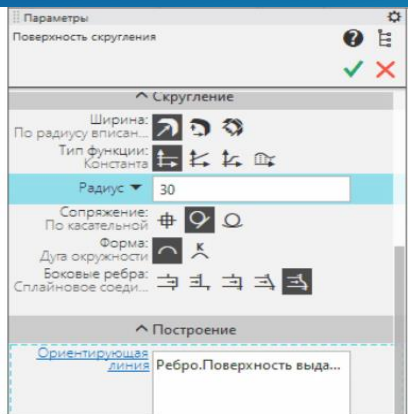 Параметры
Поверхность скругления
Скругление
Ширина:
По радиусу вписан...
Тип функции:
Константа
Радиус 30
Сопряжение:
По касательной
Форма:
Дуга окружности
Боковые ребра:
Сплайновое соеди...
Построение
Ориентирующая
линия Ребро.Поверхность выда...